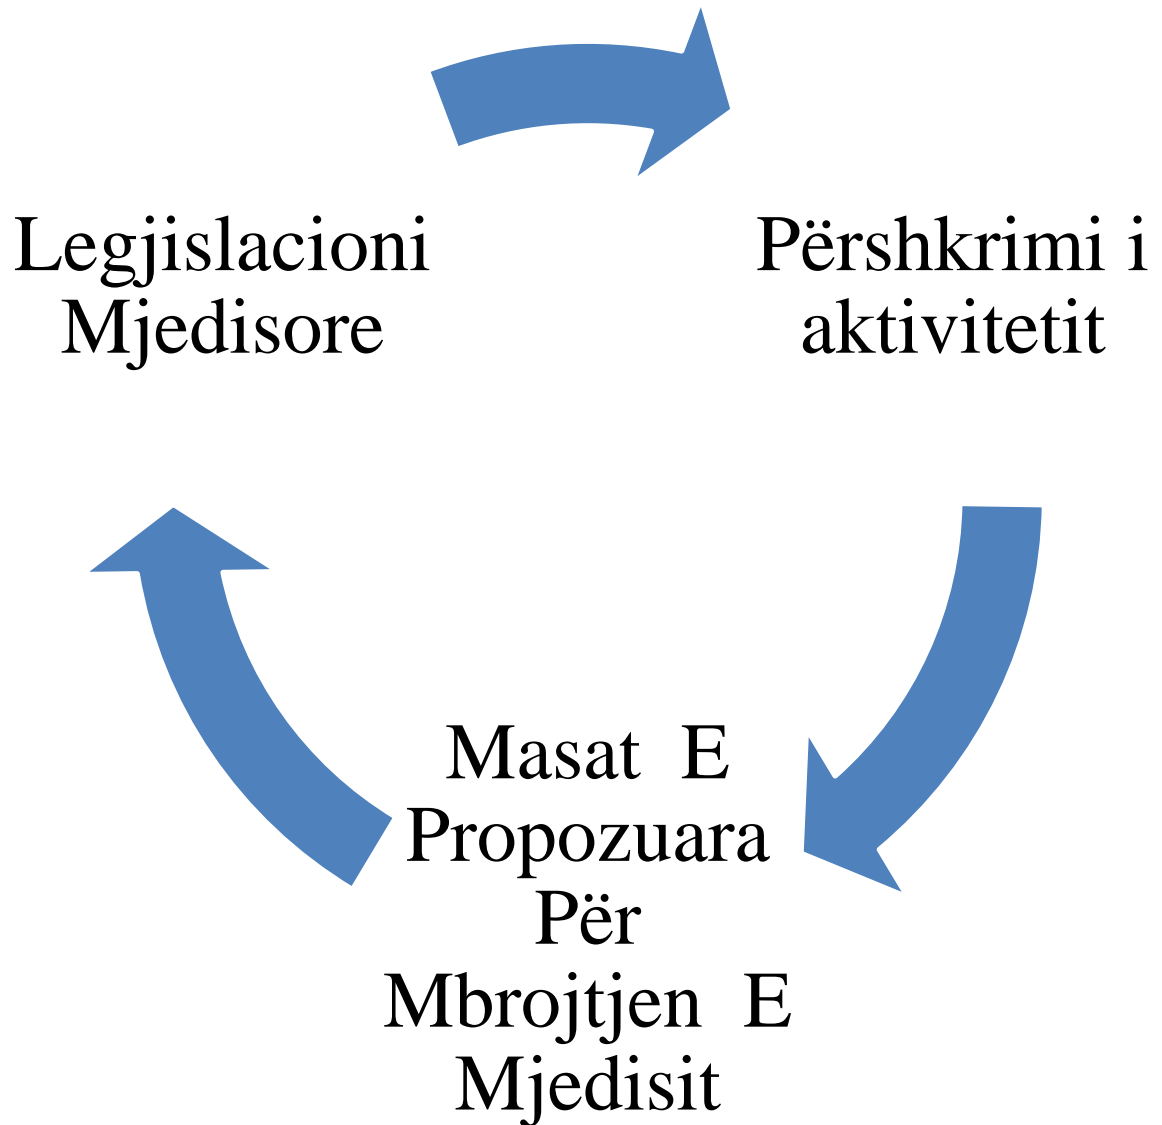 Legjislacioni
Mjedisore
Përshkrimi i
aktivitetit
Masat E
Propozuara
Për
Mbrojtjen E
Mjedisit